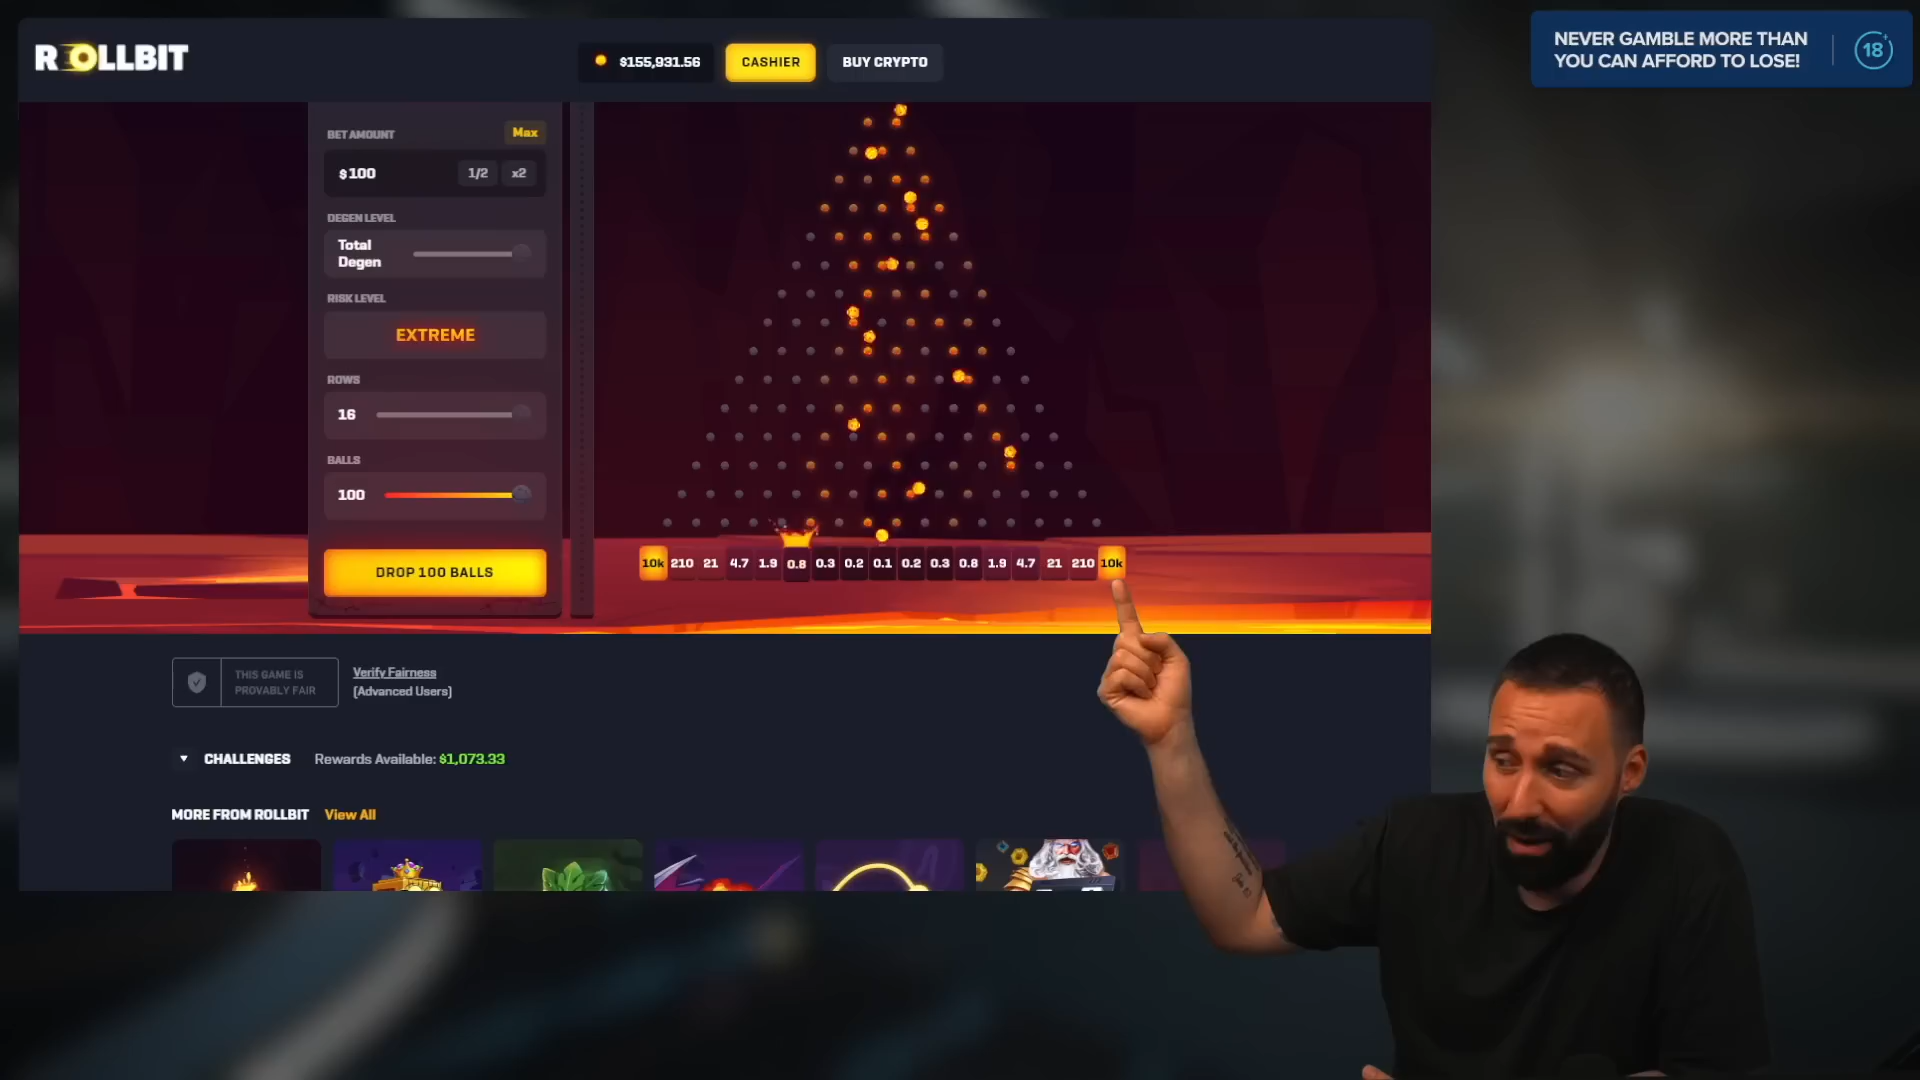 ROLLBIT
$155,931.56
CASHIER
BUY CRYPTO
NEVER GAMBLE MORE THAN
YOU CAN AFFORD TO LOSE!
18+
BET AMOUNT
Max
$100
1/2
x2
DEGEN LEVEL
Total
Degen
RISK LEVEL
EXTREME
ROWS
16
BALLS
100
DROP 100 BALLS
10k 210 21 4.7 1.9 0.8 0.3 0.2 0.1 0.2 0.3 0.8 1.9 4.7 21 210 10k
THIS GAME IS
PROVABLY FAIR
Verify Fairness
(Advanced Users)
CHALLENGES
Rewards Available: $1,073.33
MORE FROM ROLLBIT
View All